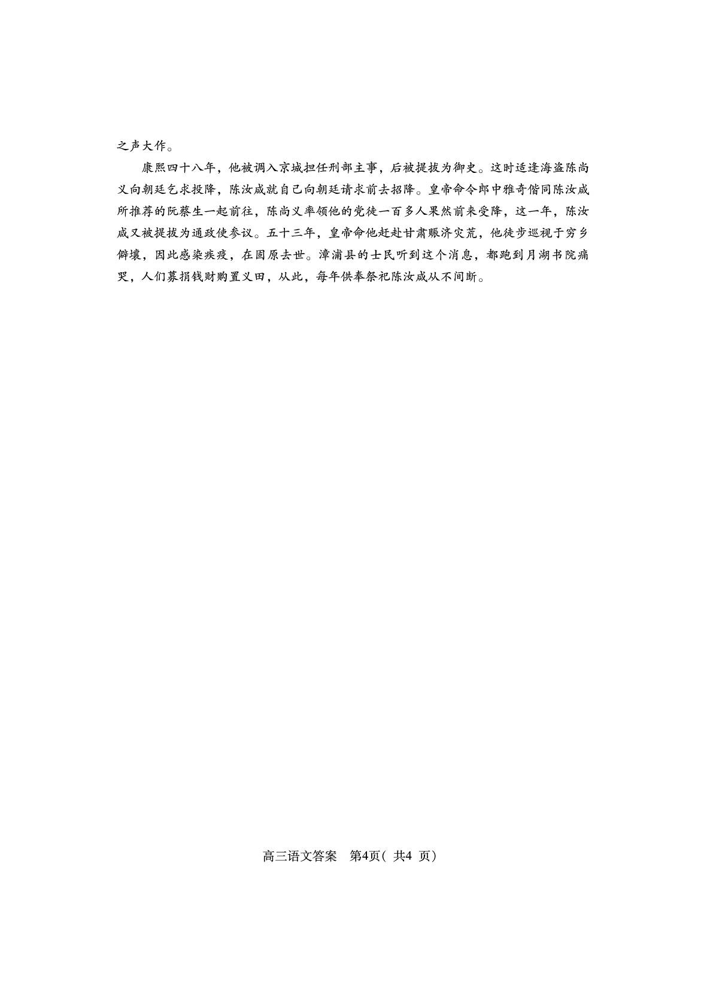 之声大作。
康熙四十八年，他被调入京城担任刑部主事，后被提拔为御史。这时适逢海盗陈尚
义向朝廷乞求投降，陈汝咸就自己向朝廷请求前去招降。皇帝命令郎中雅奇偕同陈汝咸
所推荐的阮蔡生一起前往，陈尚义率领他的党徒一百多人果然前来受降，这一年，陈汝
咸又被提拔为通政使参议。五十三年，皇帝命他赶赴甘肃赈济灾荒，他徒步巡视于穷乡
僻壤，因此感染疾疫，在固原去世。漳浦县的士民听到这个消息，都跑到月湖书院痛
哭，人们募捐钱财购置义田，从此，每年供奉祭祀陈汝咸从不间断。
高三语文答案　第4页( 共4 页)